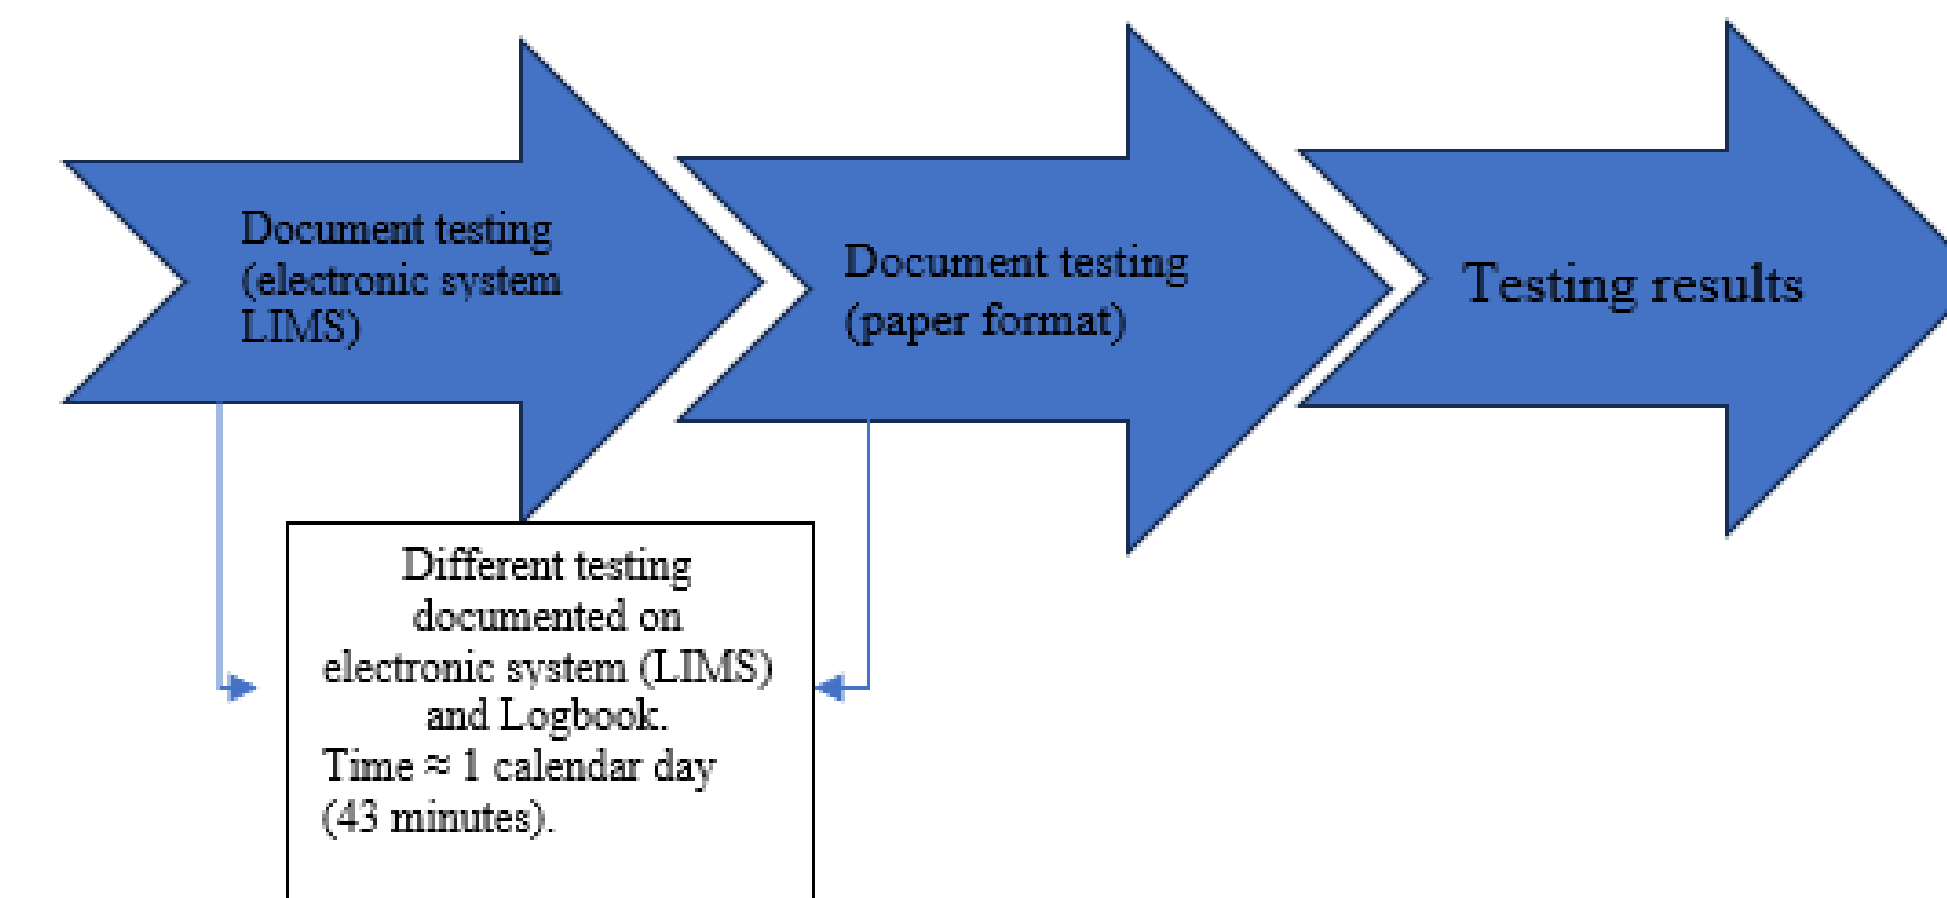 Document testing
(electronic system
LIMS)
Document testing
(paper format)
Testing results
Different testing
documented on
electronic system (LIMS)
and Logbook.
Time ≈ 1 calendar day
(43 minutes).